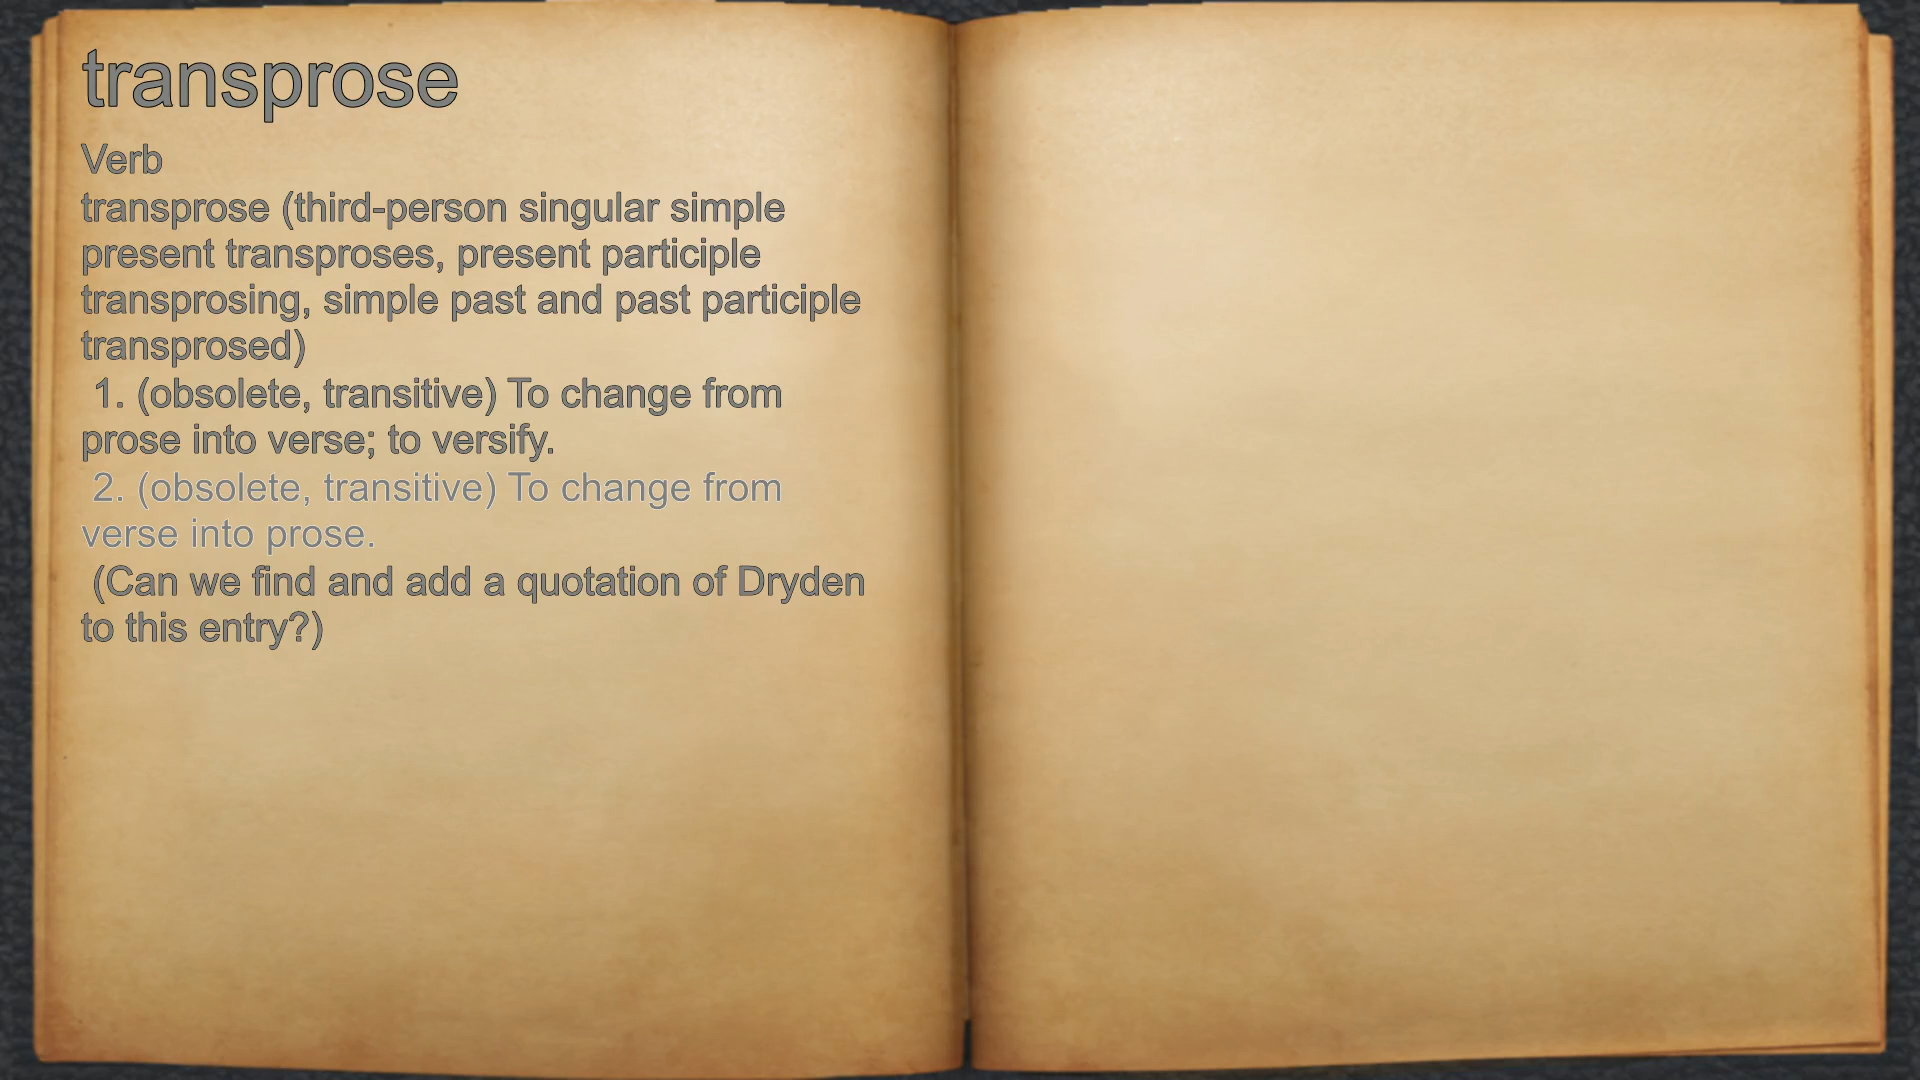 transprose
Verb
transprose (third-person singular simple
present transproses, present participle
transprosing, simple past and past participle
transprosed)
1. (obsolete, transitive) To change from
prose into verse; to versify.
2. (obsolete, transitive) To change from
verse into prose.
(Can we find and add a quotation of Dryden
to this entry?)